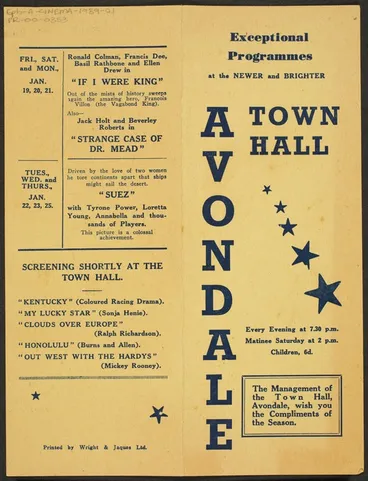 Eph-B-CINEMA-1939-01
FRI., SAT.
and MON.,
JAN.
19, 20, 21.
Ronald Colman, Francis Dee,
Basil Rathbone and Ellen
Drew in
"IF I WERE KING"
Out of the mists of history sweeps
again the amazing hero, Francois
Villon (the Vagabond King).
Also—
Jack Holt and Beverley
Roberts in
"STRANGE CASE OF
DR. MEAD"
TUES.,
WED. and
THURS.,
JAN.
22, 23, 25.
Driven by the love of two women
he tore continents apart that ships
might sail the desert.
"SUEZ"
with Tyrone Power, Loretta
Young, Annabella and thou-
sands of Players.
This picture is a colossal
achievement.
SCREENING SHORTLY AT THE
TOWN HALL.
"KENTUCKY" (Coloured Racing Drama).
"MY LUCKY STAR" (Sonja Henie).
"CLOUDS OVER EUROPE"
(Ralph Richardson).
"HONOLULU" (Burns and Allen).
"OUT WEST WITH THE HARDYS"
(Mickey Rooney).
Printed by Wright & Jaques Ltd.
Exceptional
Programmes
at the NEWER and BRIGHTER
AVONDALE
TOWN
HALL
Every Evening at 7.30 p.m.
Matinee Saturday at 2 p.m.
Children, 6d.
The Management of
the Town Hall,
Avondale, wish you
the Compliments of
the Season.